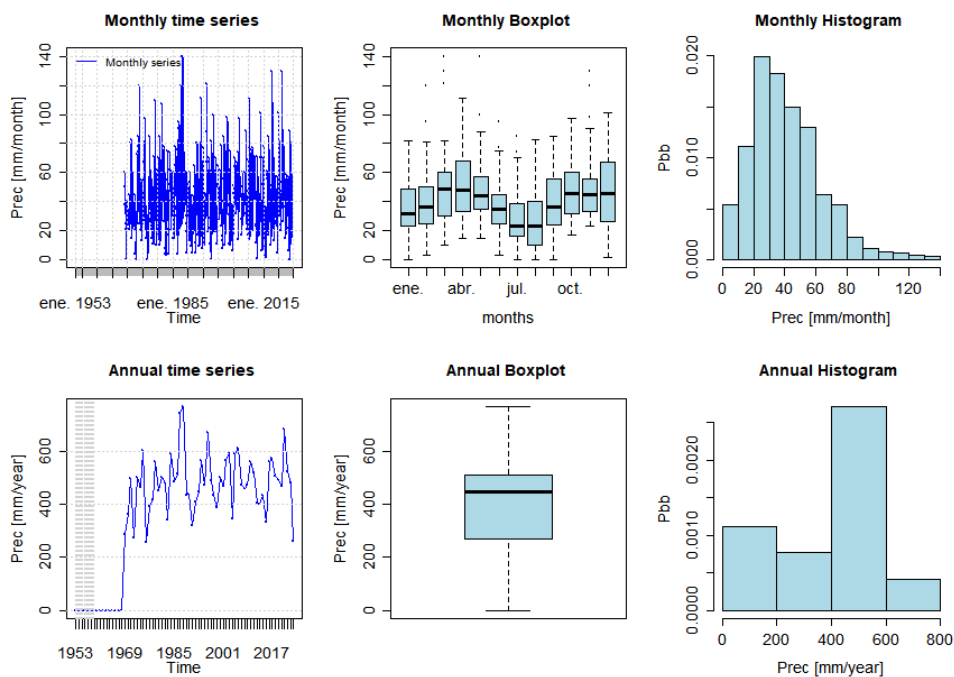 Monthly time series
Prec [mm/month]
0 20 60 100 140
Monthly series
ene. 1953 ene. 1985 ene. 2015
Time
Monthly Boxplot
Prec [mm/month]
0 20 60 100 140
ene. abr. jul. oct.
months
Monthly Histogram
Pbb
0.000 0.010 0.020
0 20 40 60 80 120
Prec [mm/month]
Annual time series
Prec [mm/year]
0 200 400 600
1953 1969 1985 2001 2017
Time
Annual Boxplot
Prec [mm/year]
0 200 400 600
Annual Histogram
Pbb
0.0000 0.0010 0.0020
0 200 400 600 800
Prec [mm/year]